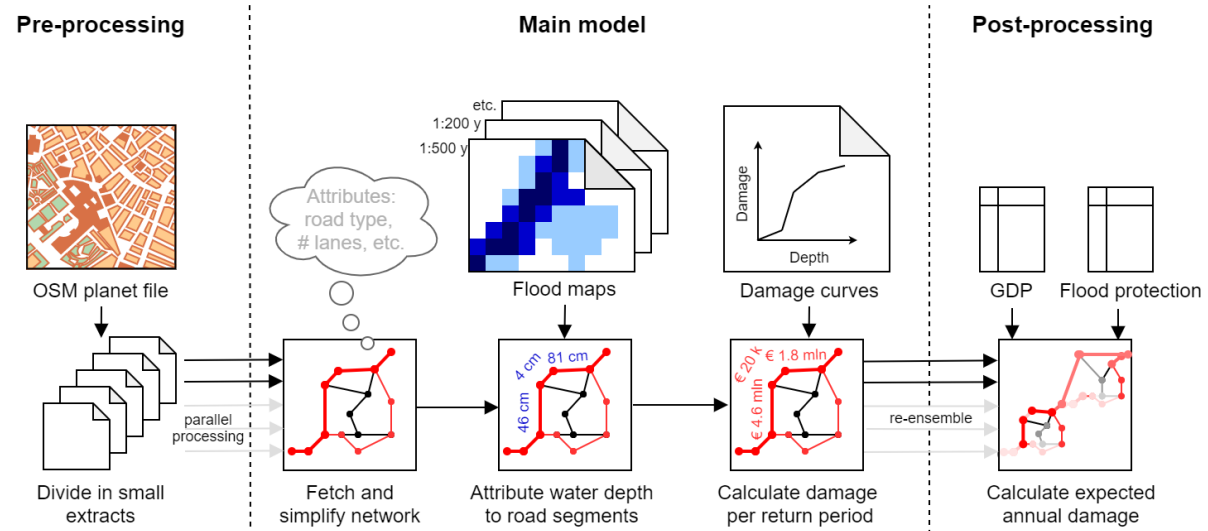 Pre-processing
Main model
Post-processing
OSM planet file
Divide in small
extracts
parallel
processing
Attributes:
road type,
# lanes, etc.
Fetch and
simplify network
etc.
1:200 y
1:500 y
Flood maps
4 cm
81 cm
46 cm
Attribute water depth
to road segments
Damage
Depth
Damage curves
€ 20 k
€ 1.8 mln
€ 4.6 mln
Calculate damage
per return period
re-ensemble
GDP
Flood protection
Calculate expected
annual damage